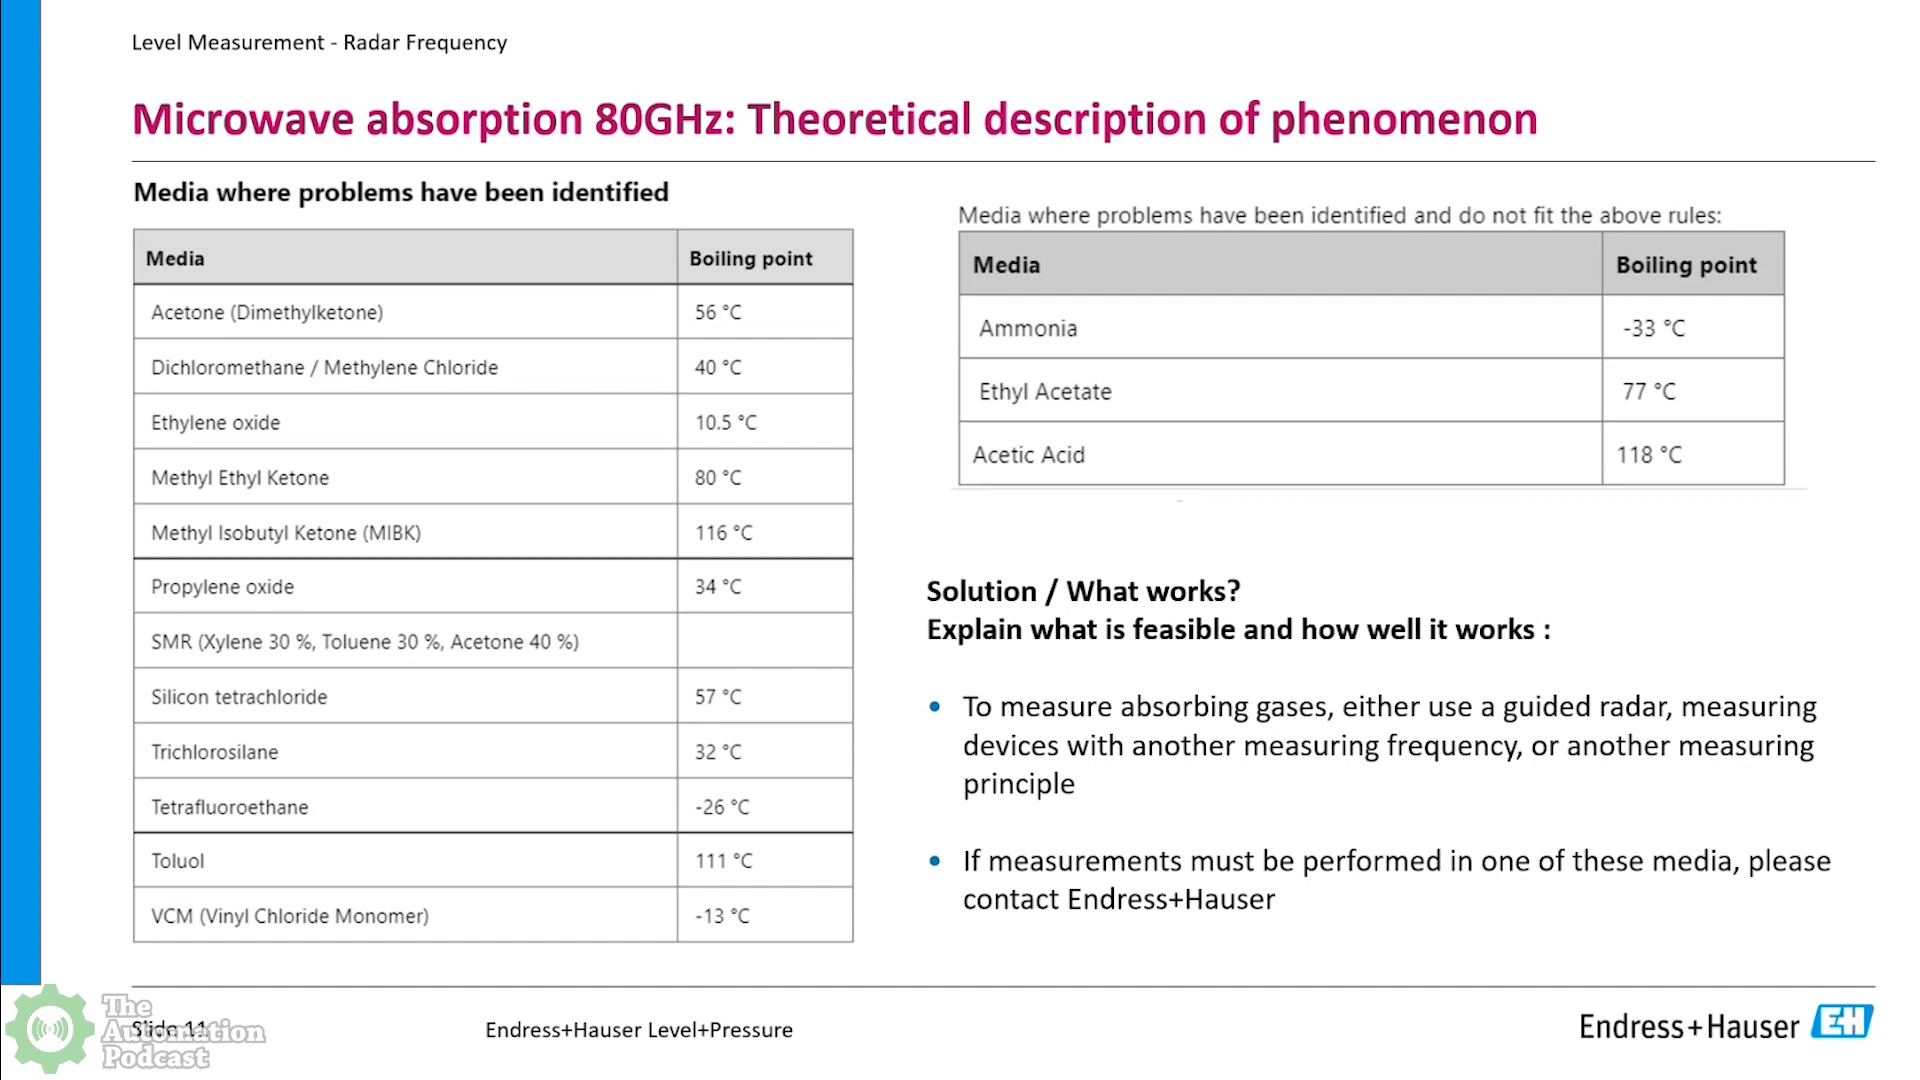 Level Measurement - Radar Frequency
Microwave absorption 80GHz: Theoretical description of phenomenon
Media where problems have been identified
Media Boiling point
Acetone (Dimethylketone) 56 °C
Dichloromethane / Methylene Chloride 40 °C
Ethylene oxide 10.5 °C
Methyl Ethyl Ketone 80 °C
Methyl Isobutyl Ketone (MIBK) 116 °C
Propylene oxide 34 °C
SMR (Xylene 30 %, Toluene 30 %, Acetone 40 %)
Silicon tetrachloride 57 °C
Trichlorosilane 32 °C
Tetrafluoroethane -26 °C
Toluol 111 °C
VCM (Vinyl Chloride Monomer) -13 °C
Media where problems have been identified and do not fit the above rules:
Media Boiling point
Ammonia -33 °C
Ethyl Acetate 77 °C
Acetic Acid 118 °C
Solution / What works?
Explain what is feasible and how well it works :
• To measure absorbing gases, either use a guided radar, measuring
devices with another measuring frequency, or another measuring
principle
• If measurements must be performed in one of these media, please
contact Endress+Hauser
The
Automation
Podcast
Slide 11
Endress+Hauser Level+Pressure
Endress+Hauser EH